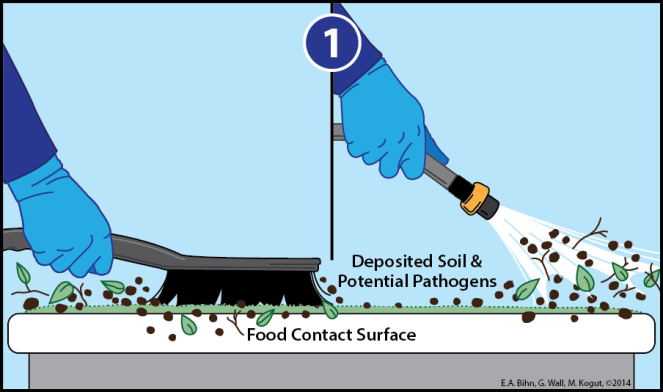 1
Deposited Soil &
Potential Pathogens
Food Contact Surface
E.A. Bihn, G. Wall, M. Kogut, ©2014